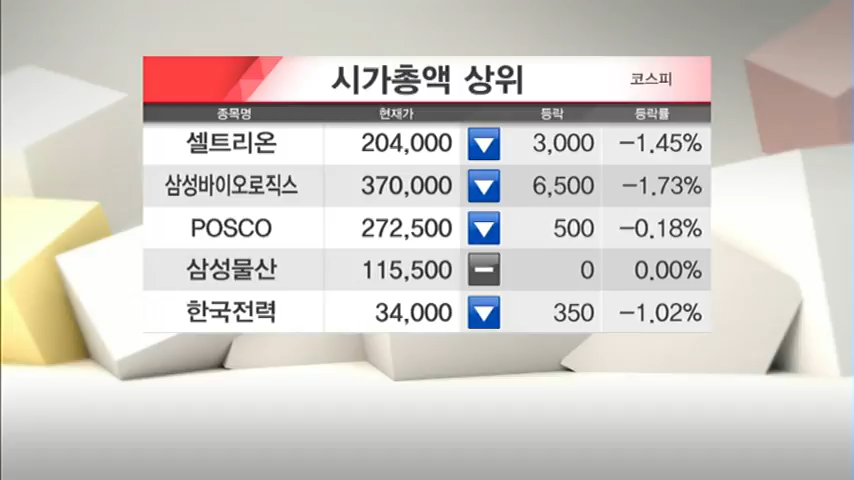 시가총액 상위 코스피
종목명 현재가 등락 등락률
셀트리온 204,000 3,000 -1.45%
삼성바이오로직스 370,000 6,500 -1.73%
POSCO 272,500 500 -0.18%
삼성물산 115,500 0 0.00%
한국전력 34,000 350 -1.02%